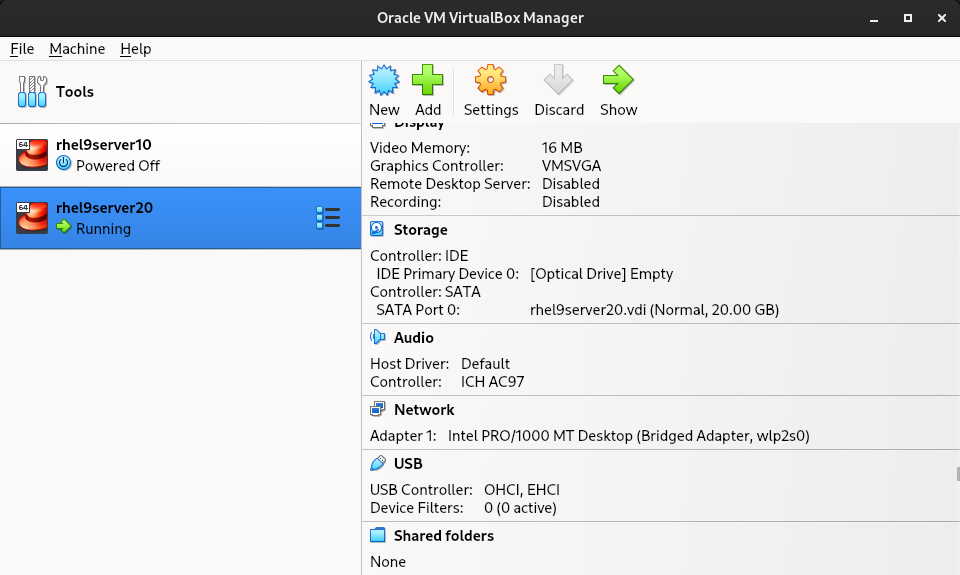 Oracle VM VirtualBox Manager
File Machine Help
Tools
New Add Settings Discard Show
64
rhel9server10
Powered Off
64
rhel9server20
Running
Display
Video Memory: 16 MB
Graphics Controller: VMSVGA
Remote Desktop Server: Disabled
Recording: Disabled
Storage
Controller: IDE
IDE Primary Device 0: [Optical Drive] Empty
Controller: SATA
SATA Port 0: rhel9server20.vdi (Normal, 20.00 GB)
Audio
Host Driver: Default
Controller: ICH AC97
Network
Adapter 1: Intel PRO/1000 MT Desktop (Bridged Adapter, wlp2s0)
USB
USB Controller: OHCI, EHCI
Device Filters: 0 (0 active)
Shared folders
None